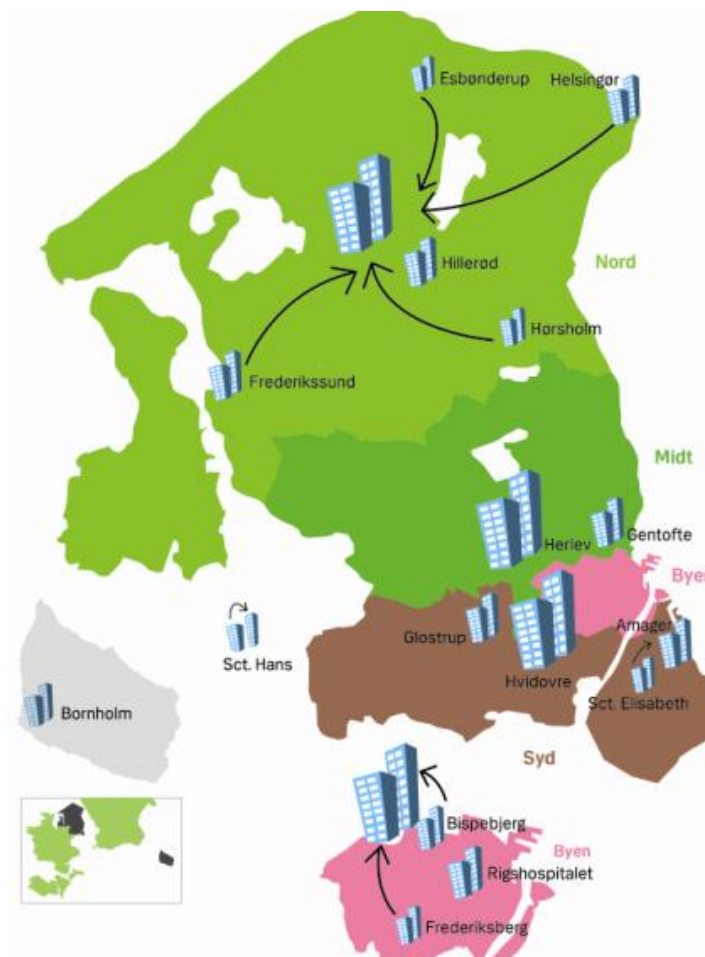 Esbønderup
Helsingør
Hillerød
Nord
Hørsholm
Frederikssund
Midt
Herlev
Gentofte
Byen
Amager
Glostrup
Sct. Hans
Hvidovre
Sct. Elisabeth
Bornholm
Syd
Bispebjerg
Byen
Rigshospitalet
Frederiksberg